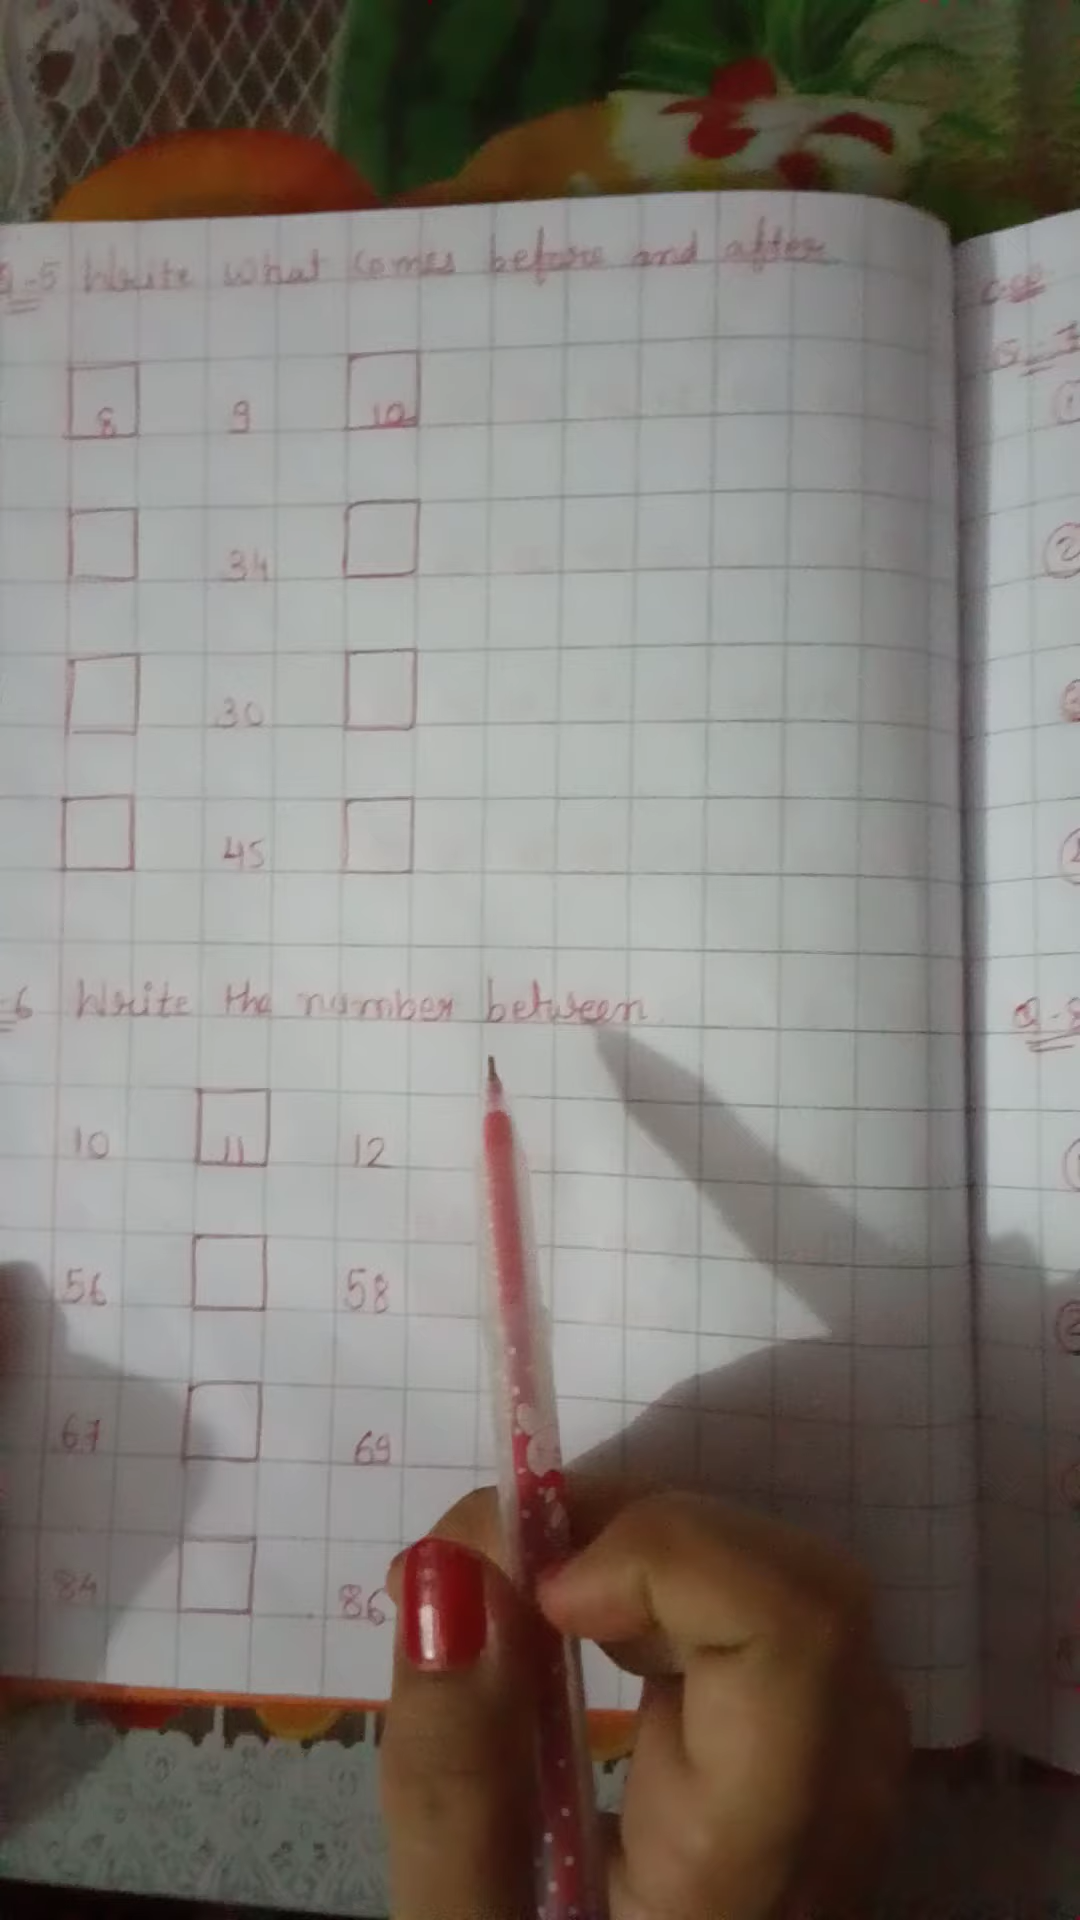 Q-5 Write what comes before and after
8 9 10
34
30
45
-6 Write the number between
10 11 12
56 58
67 69
84 86
Q-8